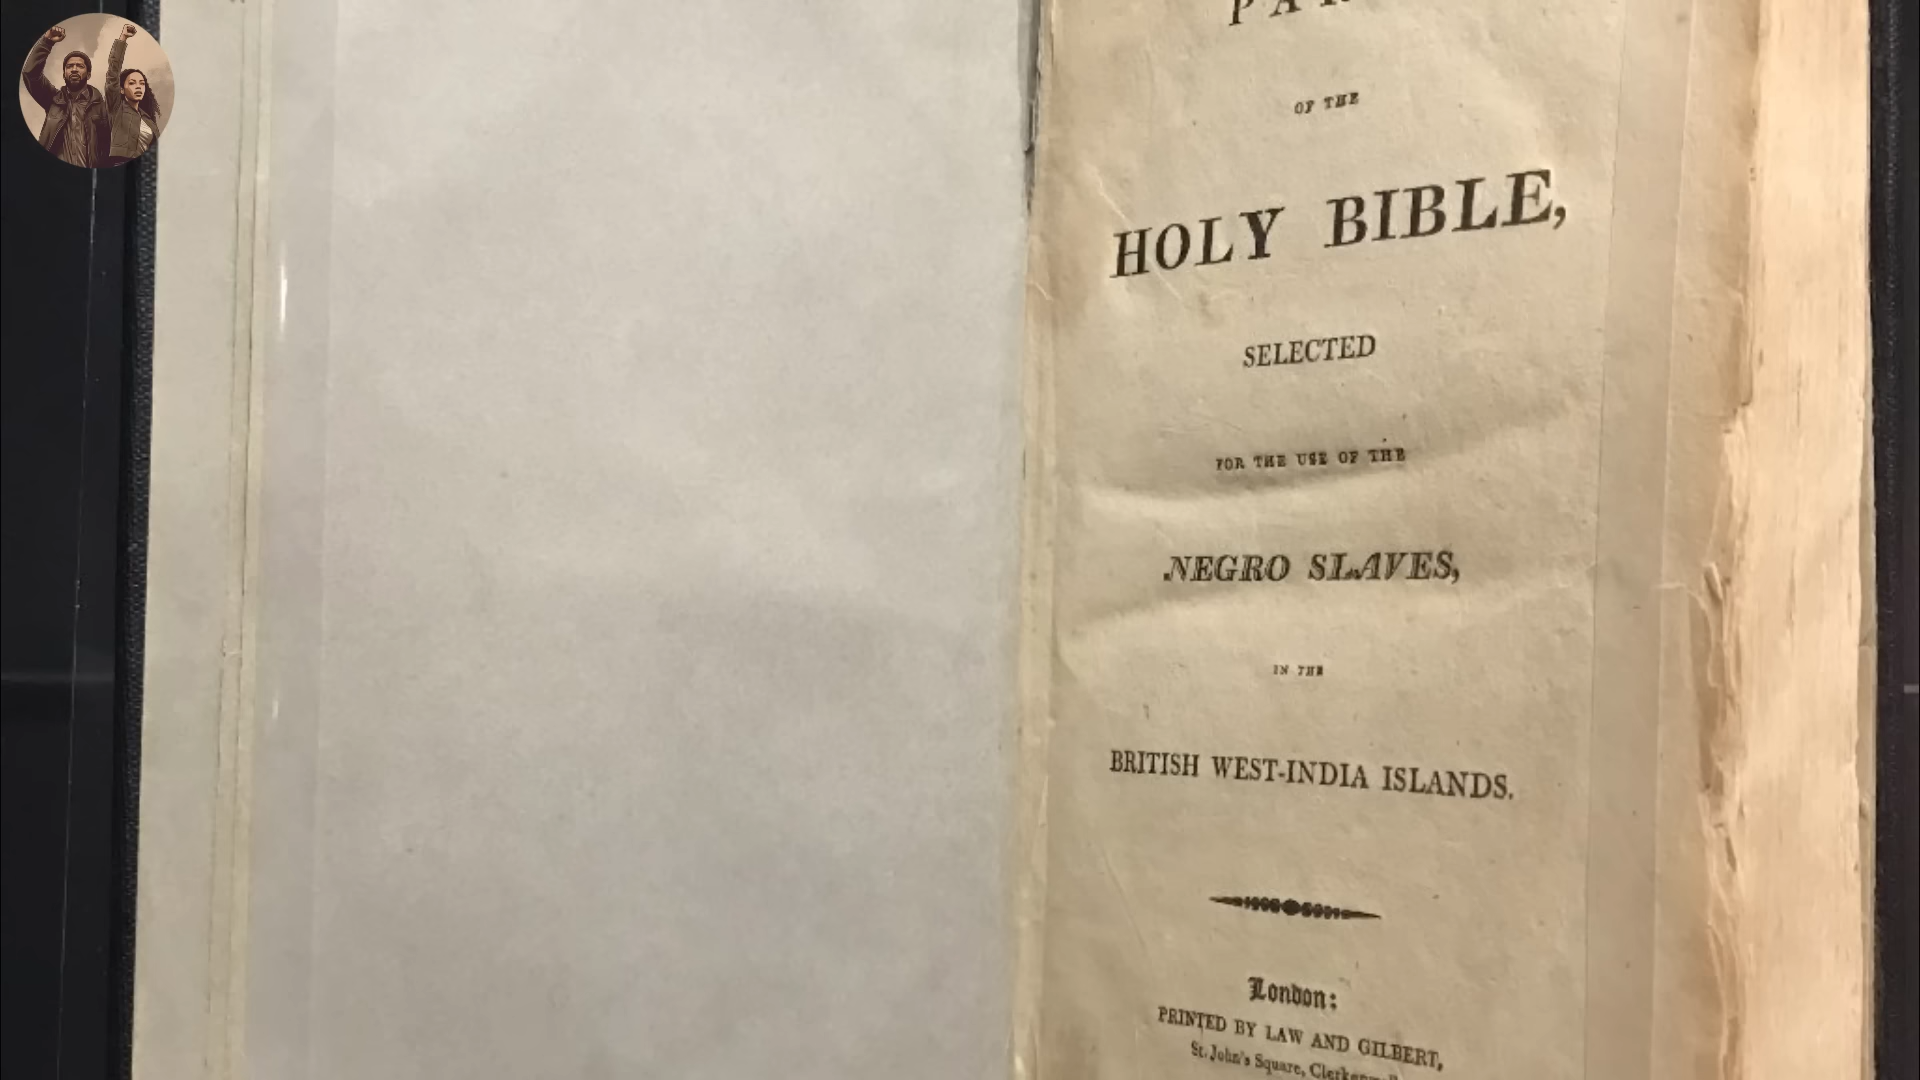 OF THE
HOLY BIBLE,
SELECTED
FOR THE USE OF THE
NEGRO SLAVES,
IN THE
BRITISH WEST-INDIA ISLANDS.
London:
PRINTED BY LAW AND GILBERT,
St. John's Square,